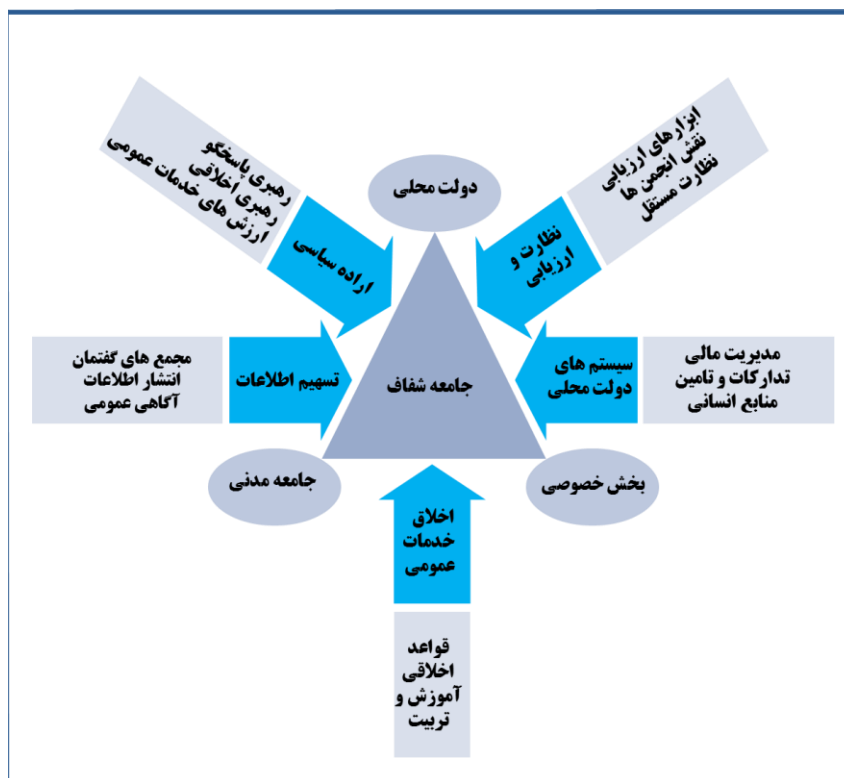 ابزارهای ارزیابی
نقش انجمن ها
نظارت مستقل
نظارت و
ارزیابی
دولت محلی
رهبری پاسخگو
رهبری اخلاقی
ارزش های خدمات عمومی
اراده سیاسی
مدیریت مالی
تدارکات و تامین
منابع انسانی
سیستم های
دولت محلی
جامعه شفاف
تسهیم اطلاعات
مجمع های گفتمان
انتشار اطلاعات
آگاهی عمومی
بخش خصوصی
جامعه مدنی
اخلاق
خدمات
عمومی
قواعد
اخلاقی
آموزش و
تربیت